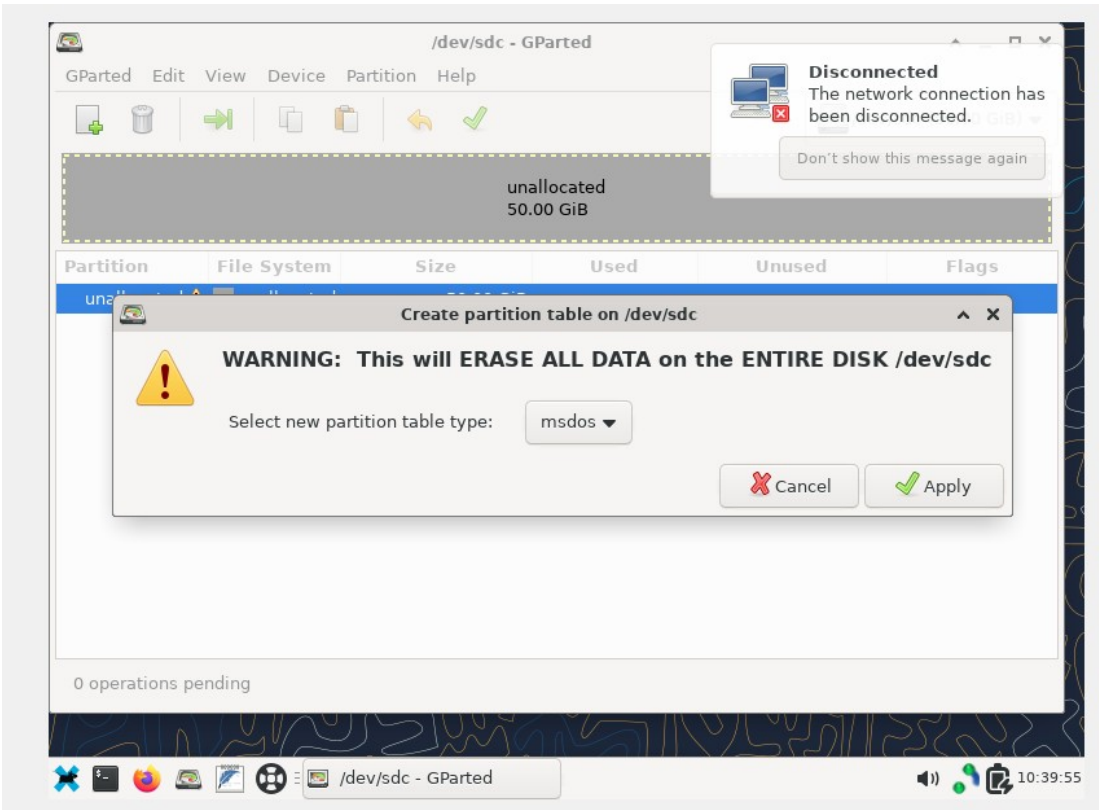 /dev/sdc - GParted
GParted Edit View Device Partition Help
Disconnected
The network connection has
been disconnected.
Don't show this message again
GiB)
unallocated
50.00 GiB
Partition File System Size Used Unused Flags
Create partition table on /dev/sdc
WARNING: This will ERASE ALL DATA on the ENTIRE DISK /dev/sdc
Select new partition table type: msdos
Cancel Apply
0 operations pending
/dev/sdc - GParted
10:39:55